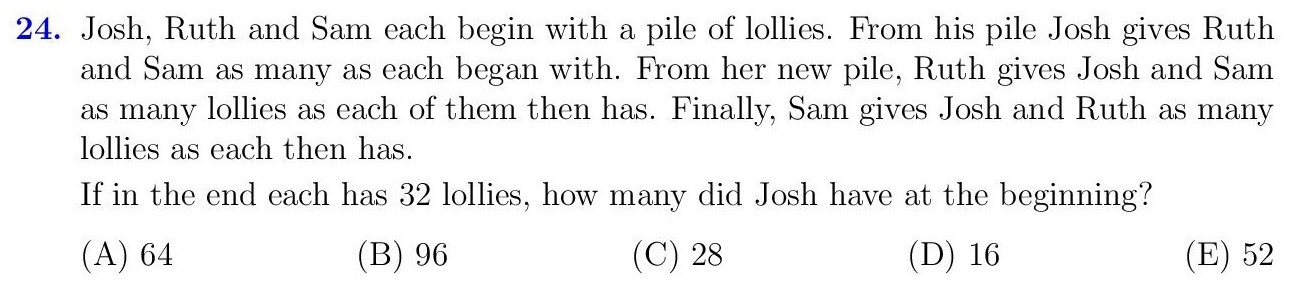 24. Josh, Ruth and Sam each begin with a pile of lollies. From his pile Josh gives Ruth
and Sam as many as each began with. From her new pile, Ruth gives Josh and Sam
as many lollies as each of them then has. Finally, Sam gives Josh and Ruth as many
lollies as each then has.
If in the end each has 32 lollies, how many did Josh have at the beginning?
(A) 64 (B) 96 (C) 28 (D) 16 (E) 52